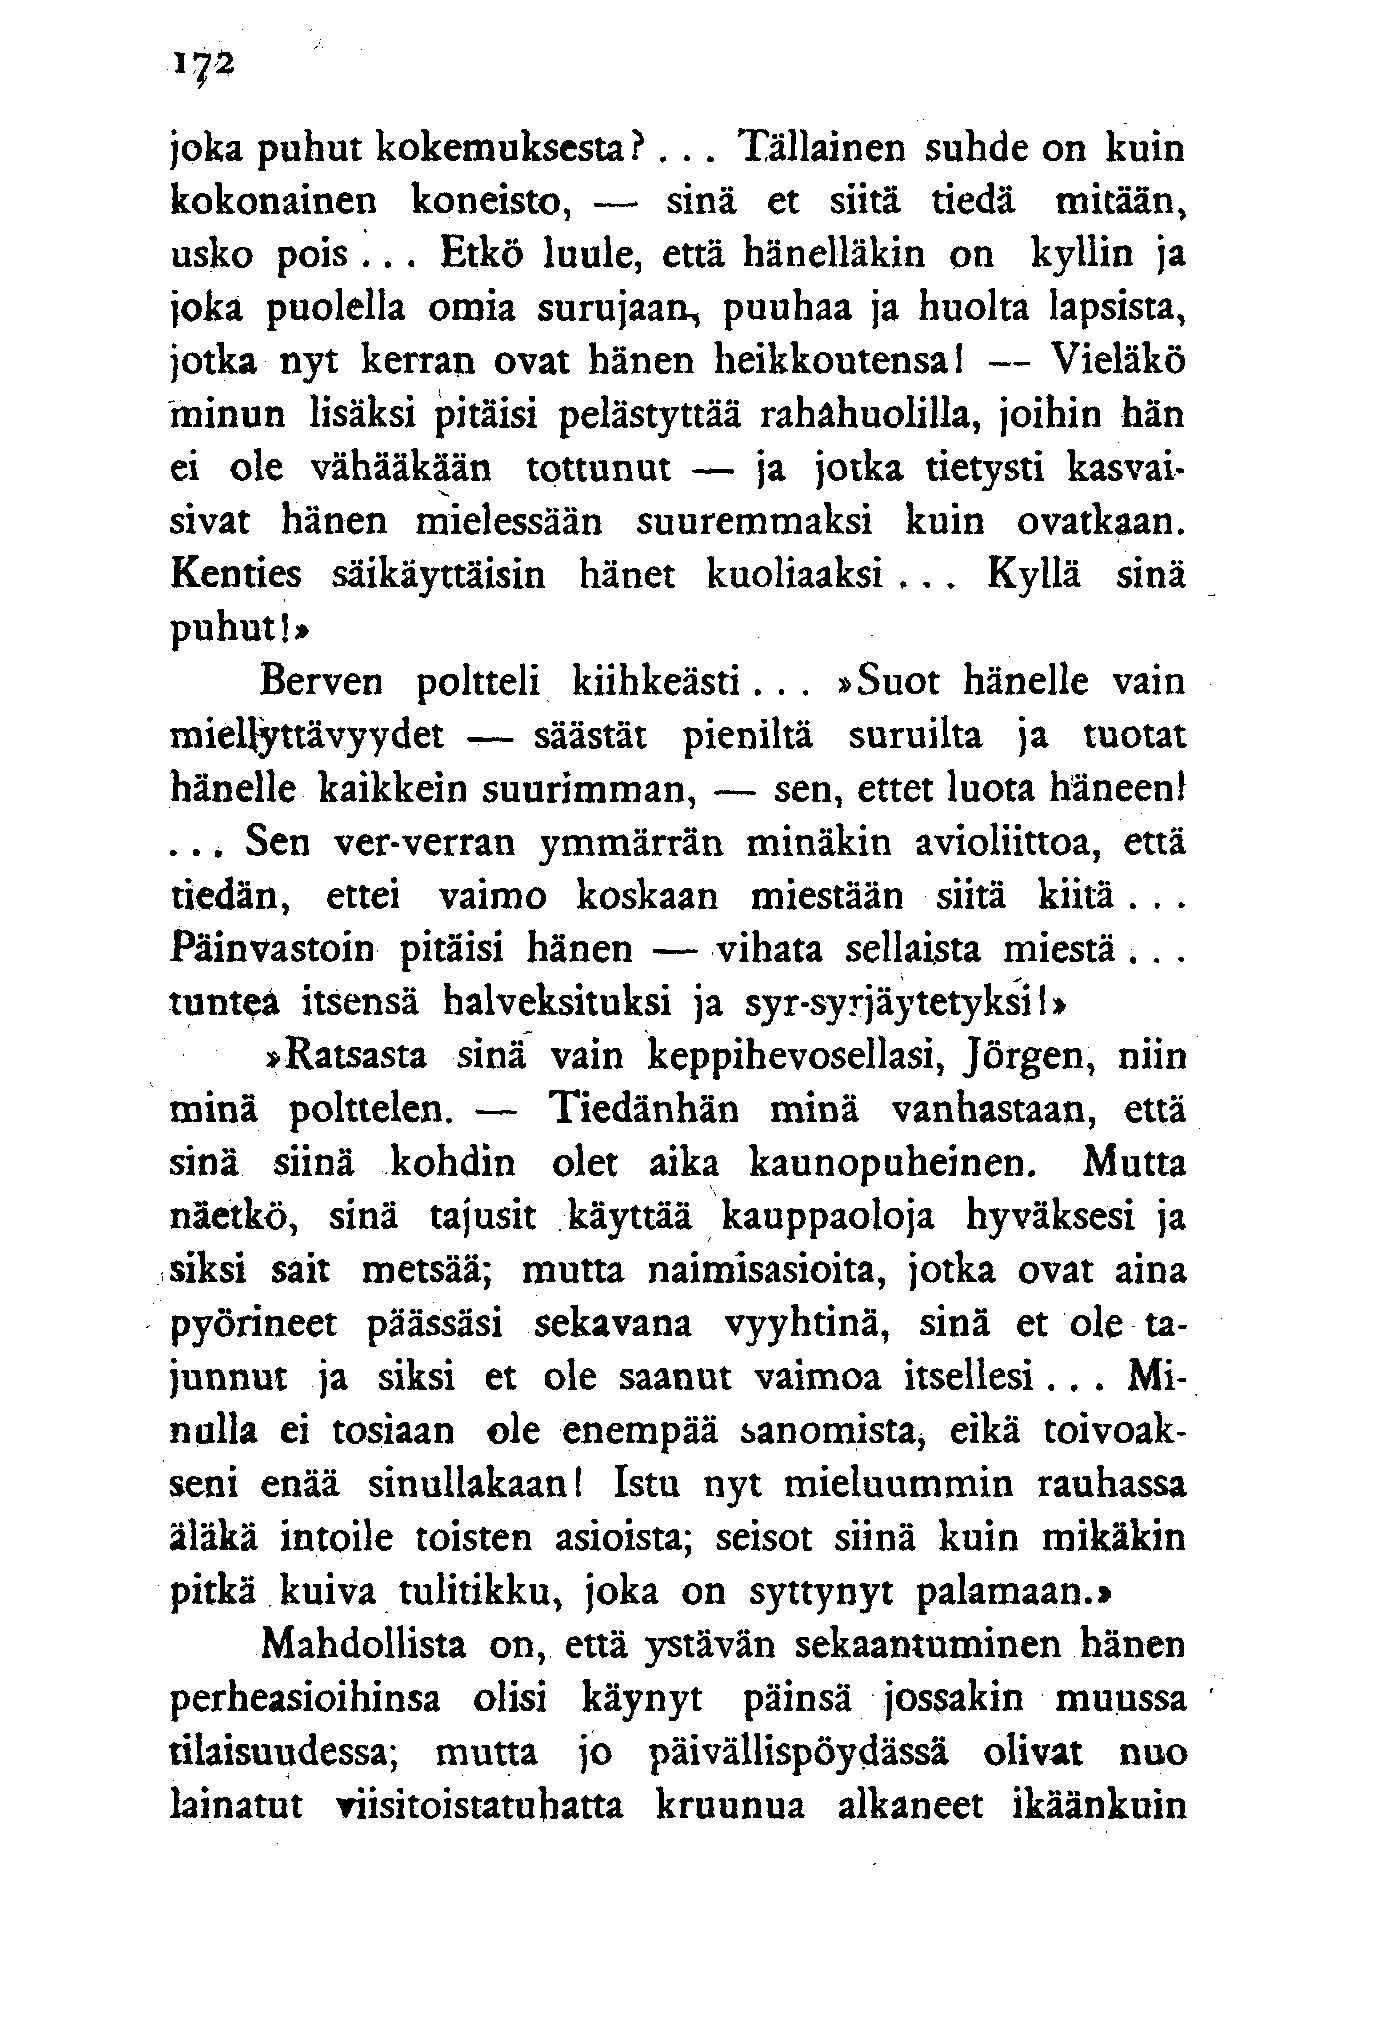 172
joka puhut kokemuksesta? . . . Tällainen suhde on kuin
kokonainen koneisto, — sinä et siitä tiedä mitään,
usko pois . . . Etkö luule, että hänelläkin on kyllin ja
joka puolella omia surujaan, puuhaa ja huolta lapsista,
jotka nyt kerran ovat hänen heikkoutensa! — Vieläkö
minun lisäksi pitäisi pelästyttää rahahuolilla, joihin hän
ei ole vähääkään tottunut — ja jotka tietysti kasvai-
sivat hänen mielessään suuremmaksi kuin ovatkaan.
Kenties säikäyttäisin hänet kuoliaaksi . . . Kyllä sinä
puhut!»
Berven poltteli kiihkeästi . . . »Suot hänelle vain
miellyttävyydet — säästät pieniltä suruilta ja tuotat
hänelle kaikkein suurimman, — sen, ettet luota häneen!
. . . Sen ver-verran ymmärrän minäkin avioliittoa, että
tiedän, ettei vaimo koskaan miestään siitä kiitä . . .
Päinvastoin pitäisi hänen — vihata sellaista miestä . . .
tuntea itsensä halveksituksi ja syr-syrjäytetyksi!»
»Ratsasta sinä vain keppihevosellasi, Jörgen, niin
minä polttelen. — Tiedänhän minä vanhastaan, että
sinä siinä kohdin olet aika kaunopuheinen. Mutta
näetkö, sinä tajusit käyttää kauppaoloja hyväksesi ja
siksi sait metsää; mutta naimisasioita, jotka ovat aina
pyörineet päässäsi sekavana vyyhtinä, sinä et ole ta-
junnut ja siksi et ole saanut vaimoa itsellesi . . . Mi-
nulla ei tosiaan ole enempää sanomista, eikä toivoak-
seni enää sinullakaan! Istu nyt mieluummin rauhassa
äläkä intoile toisten asioista; seisot siinä kuin mikäkin
pitkä kuiva tulitikku, joka on syttynyt palamaan.»
Mahdollista on, että ystävän sekaantuminen hänen
perheasioihinsa olisi käynyt päinsä jossakin muussa
tilaisuudessa; mutta jo päivällispöydässä olivat nuo
lainatut viisitoistatuhatta kruunua alkaneet ikäänkuin